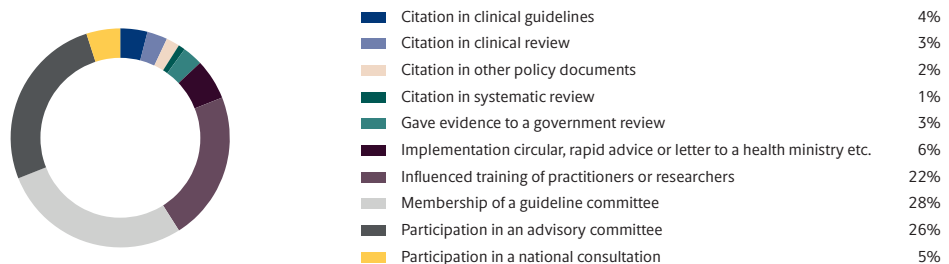 Citation in clinical guidelines 4%
Citation in clinical review 3%
Citation in other policy documents 2%
Citation in systematic review 1%
Gave evidence to a government review 3%
Implementation circular, rapid advice or letter to a health ministry etc. 6%
Influenced training of practitioners or researchers 22%
Membership of a guideline committee 28%
Participation in an advisory committee 26%
Participation in a national consultation 5%